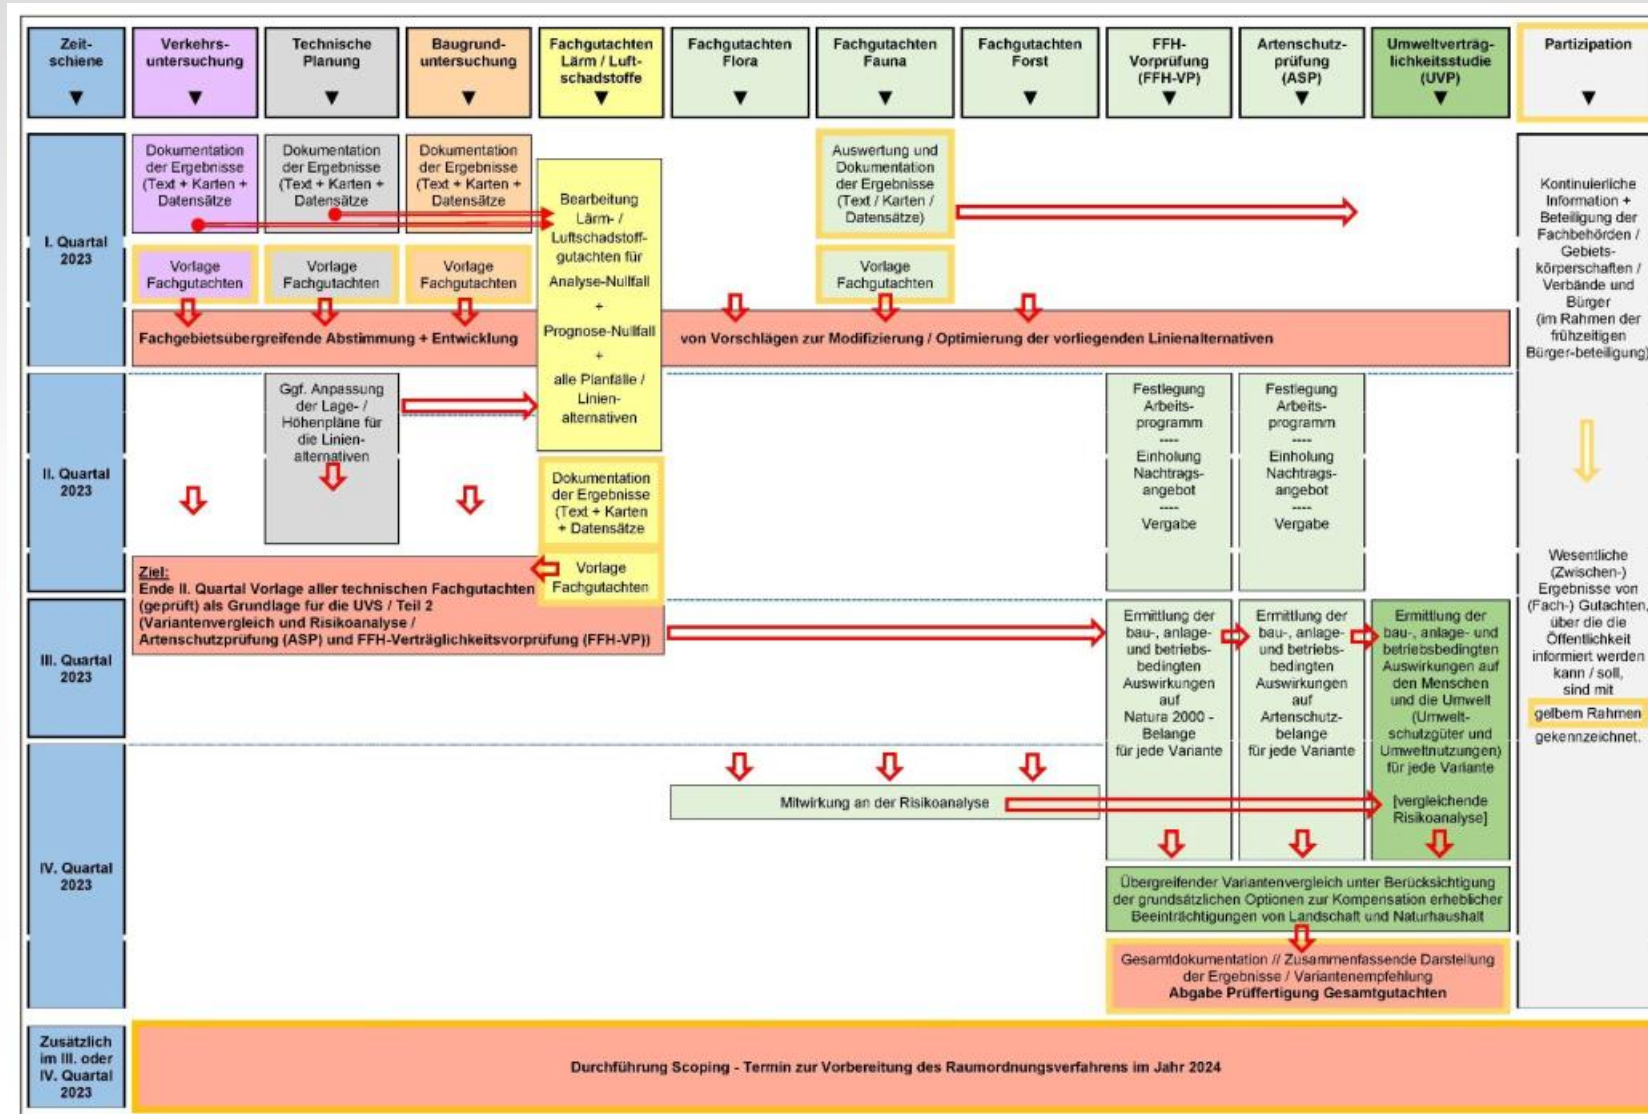 Zeit-
schiene
▼
Verkehrs-
untersuchung
▼
Technische
Planung
▼
Baugrund-
untersuchung
▼
Fachgutachten
Lärm / Luft-
schadstoffe
▼
Fachgutachten
Flora
▼
Fachgutachten
Fauna
▼
Fachgutachten
Forst
▼
FFH-
Vorprüfung
(FFH-VP)
▼
Artenschutz-
prüfung
(ASP)
▼
Umweltverträg-
lichkeitsstudie
(UVP)
▼
Partizipation
▼
I. Quartal
2023
Dokumentation
der Ergebnisse
(Text + Karten +
Datensätze
Dokumentation
der Ergebnisse
(Text + Karten +
Datensätze
Dokumentation
der Ergebnisse
(Text + Karten +
Datensätze
Bearbeitung
Lärm- /
Luftschadstoff-
gutachten für
Analyse-Nullfall
+
Prognose-Nullfall
+
alle Planfälle /
Linien-
alternativen
Auswertung und
Dokumentation
der Ergebnisse
(Text / Karten /
Datensätze)
Vorlage
Fachgutachten
Vorlage
Fachgutachten
Vorlage
Fachgutachten
Vorlage
Fachgutachten
Fachgebietsübergreifende Abstimmung + Entwicklung
von Vorschlägen zur Modifizierung / Optimierung der vorliegenden Linienalternativen
Kontinuierliche
Information +
Beteiligung der
Fachbehörden /
Gebiets-
körperschaften /
Verbände und
Bürger
(im Rahmen der
frühzeitigen
Bürger-beteiligung)
II. Quartal
2023
Ggf. Anpassung
der Lage- /
Höhenpläne für
die Linien-
alternativen
Dokumentation
der Ergebnisse
(Text + Karten
+ Datensätze
Vorlage
Fachgutachten
Festlegung
Arbeits-
programm
----
Einholung
Nachtrags-
angebot
----
Vergabe
Festlegung
Arbeits-
programm
----
Einholung
Nachtrags-
angebot
----
Vergabe
Ziel:
Ende II. Quartal Vorlage aller technischen Fachgutachten
(geprüft) als Grundlage für die UVS / Teil 2
(Variantenvergleich und Risikoanalyse /
Artenschutzprüfung (ASP) und FFH-Verträglichkeitsvorprüfung (FFH-VP))
III. Quartal
2023
Ermittlung der
bau-, anlage-
und betriebs-
bedingten
Auswirkungen
auf
Natura 2000 -
Belange
für jede Variante
Ermittlung der
bau-, anlage-
und betriebs-
bedingten
Auswirkungen
auf
Artenschutz-
belange
für jede Variante
Ermittlung der
bau-, anlage- und
betriebsbedingten
Auswirkungen auf
den Menschen
und die Umwelt
(Umwelt-
schutzgüter und
Umweltnutzungen)
für jede Variante
[vergleichende
Risikoanalyse]
Wesentliche
(Zwischen-)
Ergebnisse von
(Fach-) Gutachten,
über die die
Öffentlichkeit
informiert werden
kann / soll,
sind mit
gelbem Rahmen
gekennzeichnet.
IV. Quartal
2023
Mitwirkung an der Risikoanalyse
Übergreifender Variantenvergleich unter Berücksichtigung
der grundsätzlichen Optionen zur Kompensation erheblicher
Beeinträchtigungen von Landschaft und Naturhaushalt
Gesamtdokumentation // Zusammenfassende Darstellung
der Ergebnisse / Variantenempfehlung
Abgabe Prüffertigung Gesamtgutachten
Zusätzlich
im III. oder
IV. Quartal
2023
Durchführung Scoping - Termin zur Vorbereitung des Raumordnungsverfahrens im Jahr 2024